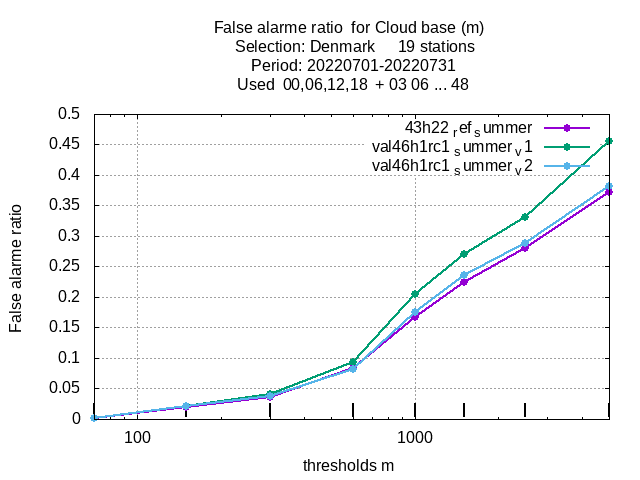 False alarme ratio  for Cloud base (m)
Selection: Denmark     19 stations
Period: 20220701-20220731
Used  00,06,12,18  + 03 06 ... 48
43h22 ref summer
val46h1rc1 summer v1
val46h1rc1 summer v2
False alarme ratio
0.5
0.45
0.4
0.35
0.3
0.25
0.2
0.15
0.1
0.05
0
100 1000
thresholds m